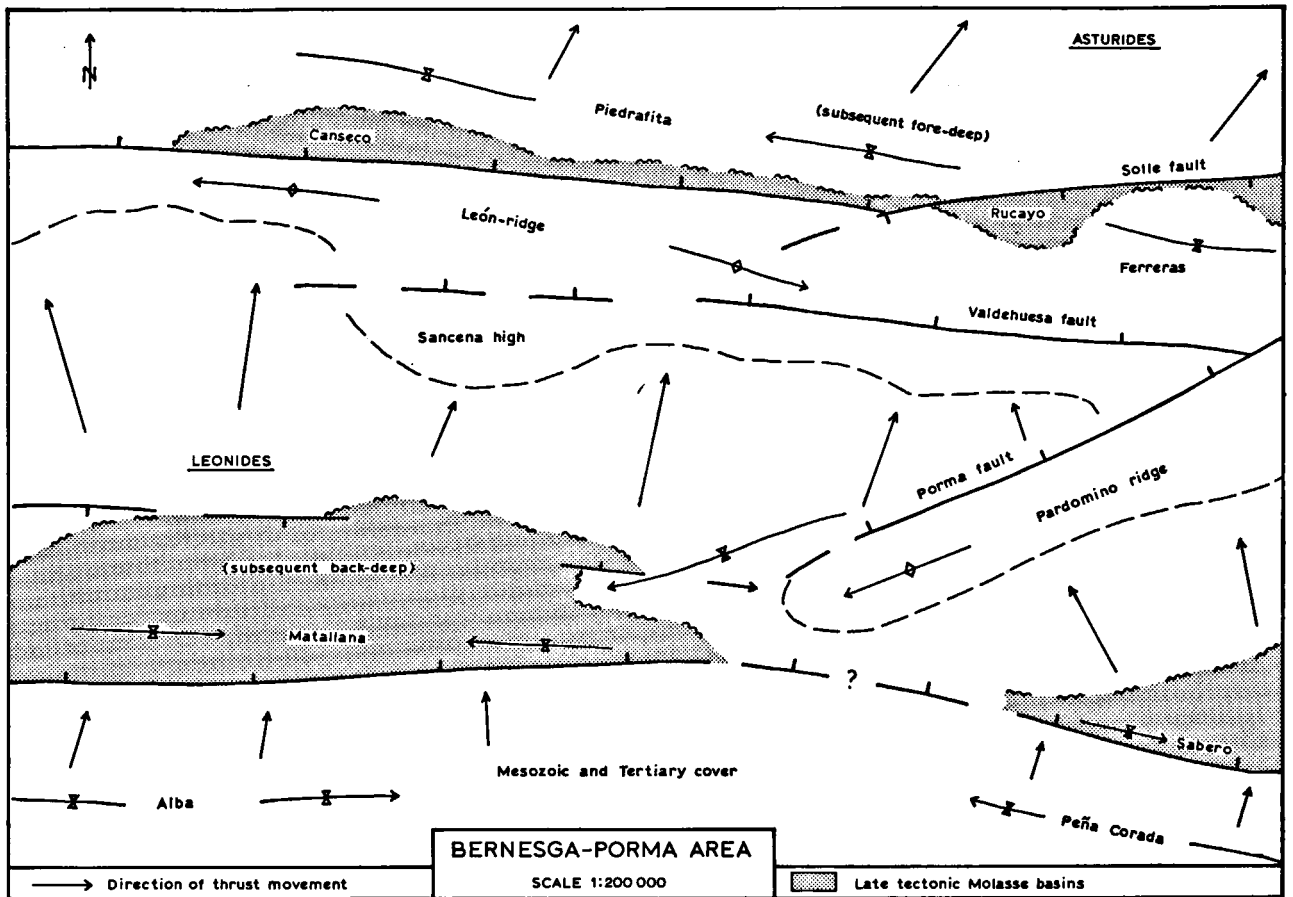 N
ASTURIDES
Piedrafita
(subsequent fore-deep)
Canseco
Solle fault
Rucayo
León-ridge
Ferreras
Valdehuesa fault
Sancena high
LEONIDES
Porma fault
Pardomino ridge
(subsequent back-deep)
Matallana
?
Sabero
Mesozoic and Tertiary cover
Alba
Peña Corada
BERNESGA-PORMA AREA
SCALE 1:200 000
Direction of thrust movement
Late tectonic Molasse basins